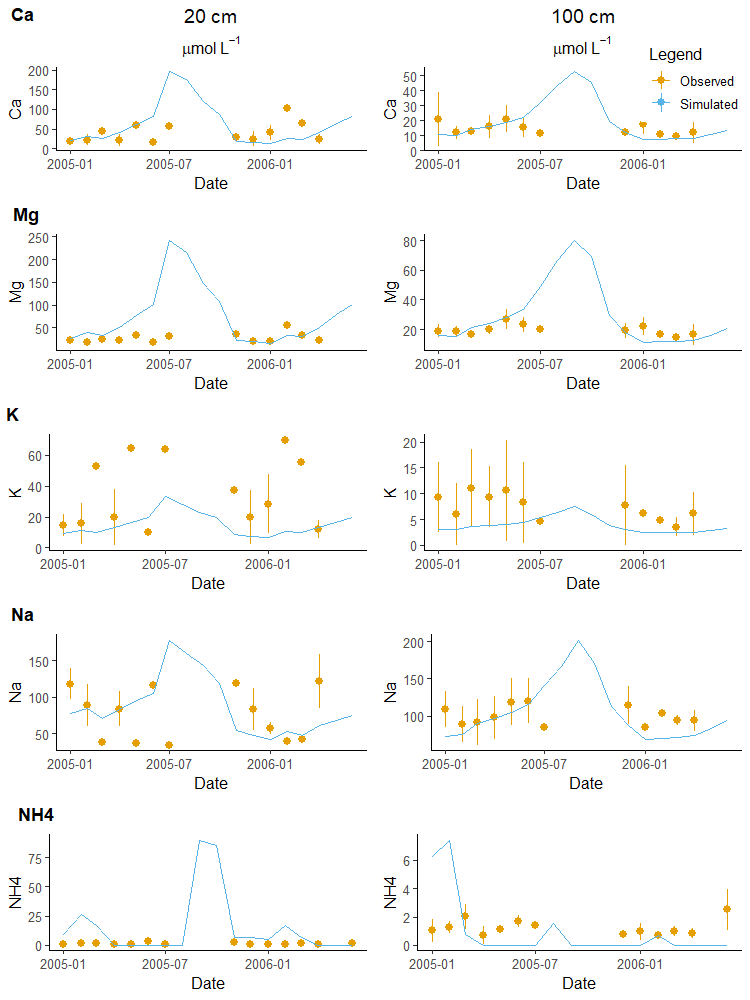 Ca
20 cm
100 cm
μmol L⁻¹
μmol L⁻¹
Legend
Observed
Simulated
Ca
200
150
100
50
0
2005-01
2005-07
2006-01
Date
Ca
50
40
30
20
10
0
2005-01
2005-07
2006-01
Date
Mg
Mg
250
200
150
100
50
2005-01
2005-07
2006-01
Date
Mg
80
60
40
20
2005-01
2005-07
2006-01
Date
K
K
60
40
20
0
2005-01
2005-07
2006-01
Date
K
20
15
10
5
0
2005-01
2005-07
2006-01
Date
Na
Na
150
100
50
2005-01
2005-07
2006-01
Date
Na
200
150
100
2005-01
2005-07
2006-01
Date
NH4
NH4
75
50
25
0
2005-01
2005-07
2006-01
Date
NH4
6
4
2
0
2005-01
2005-07
2006-01
Date